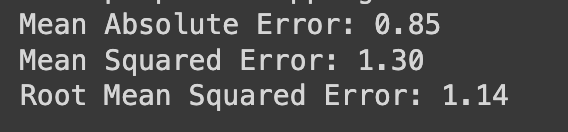 Mean Absolute Error: 0.85
Mean Squared Error: 1.30
Root Mean Squared Error: 1.14